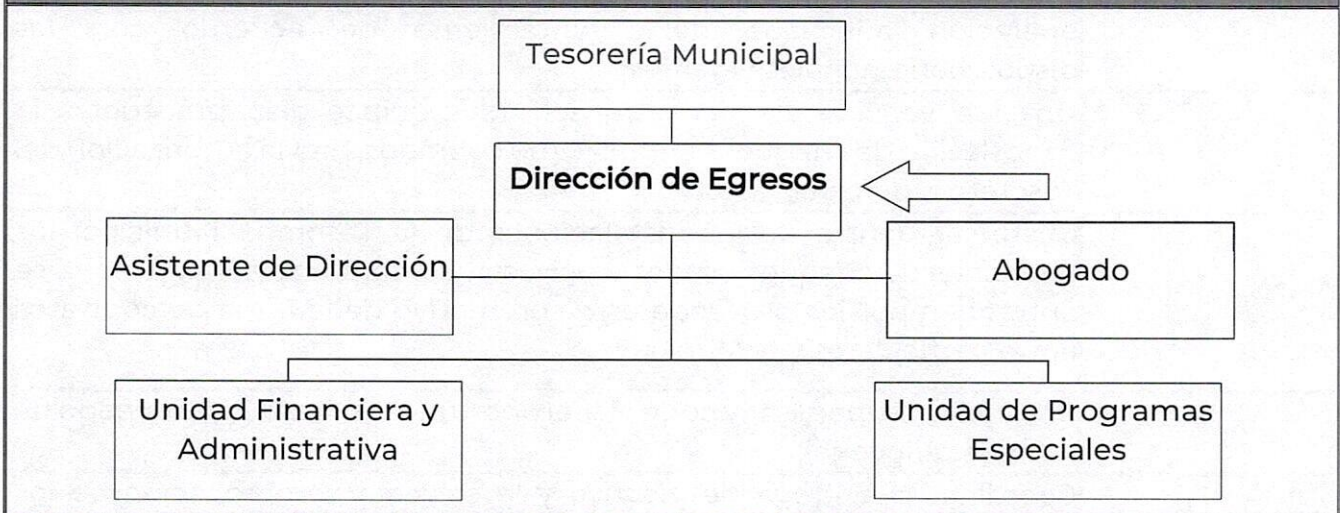 Tesorería Municipal
Dirección de Egresos
Asistente de Dirección
Abogado
Unidad Financiera y
Administrativa
Unidad de Programas
Especiales